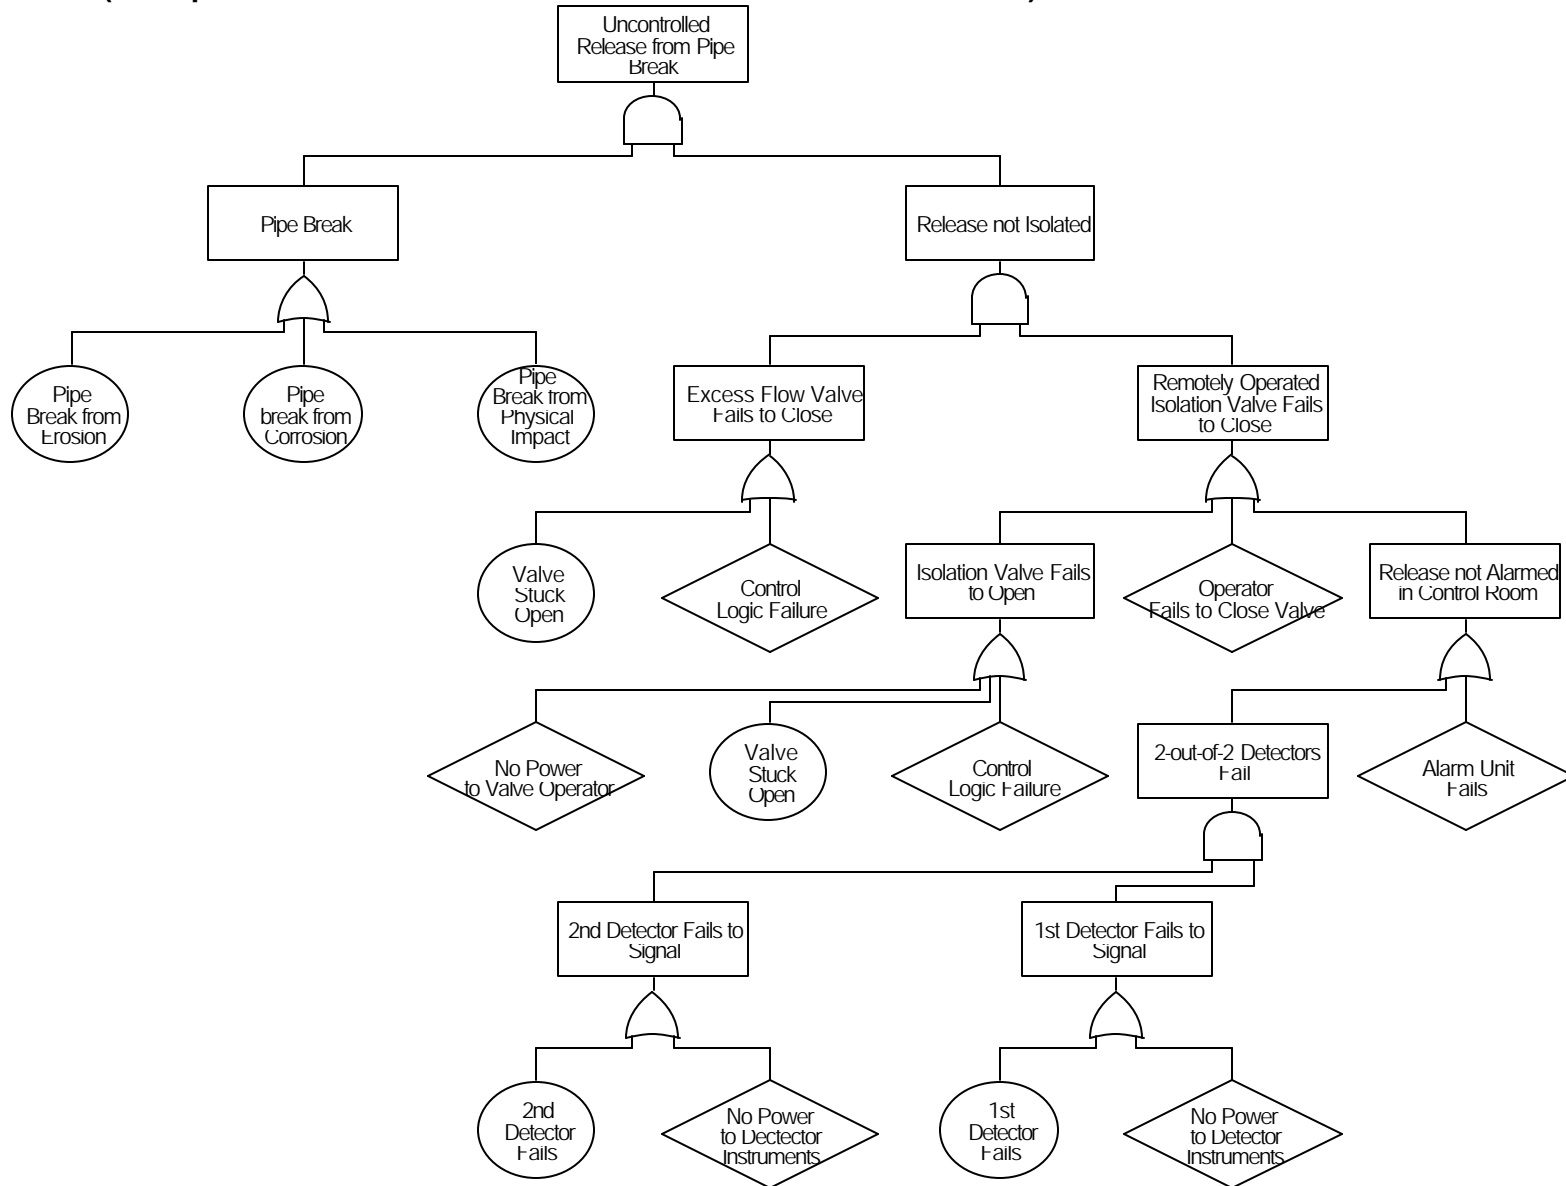 Uncontrolled
Release from Pipe
Break
Pipe Break
Release not Isolated
Pipe
Break from
Erosion
Pipe
break from
Corrosion
Pipe
Break from
Physical
Impact
Excess Flow Valve
Fails to Close
Remotely Operated
Isolation Valve Fails
to Close
Valve
Stuck
Open
Control
Logic Failure
Isolation Valve Fails
to Open
Operator
Fails to Close Valve
Release not Alarmed
in Control Room
No Power
to Valve Operator
Valve
Stuck
Open
Control
Logic Failure
2-out-of-2 Detectors
Fail
Alarm Unit
Fails
2nd Detector Fails to
Signal
1st Detector Fails to
Signal
2nd
Detector
Fails
No Power
to Dectector
Instruments
1st
Detector
Fails
No Power
to Detector
Instruments